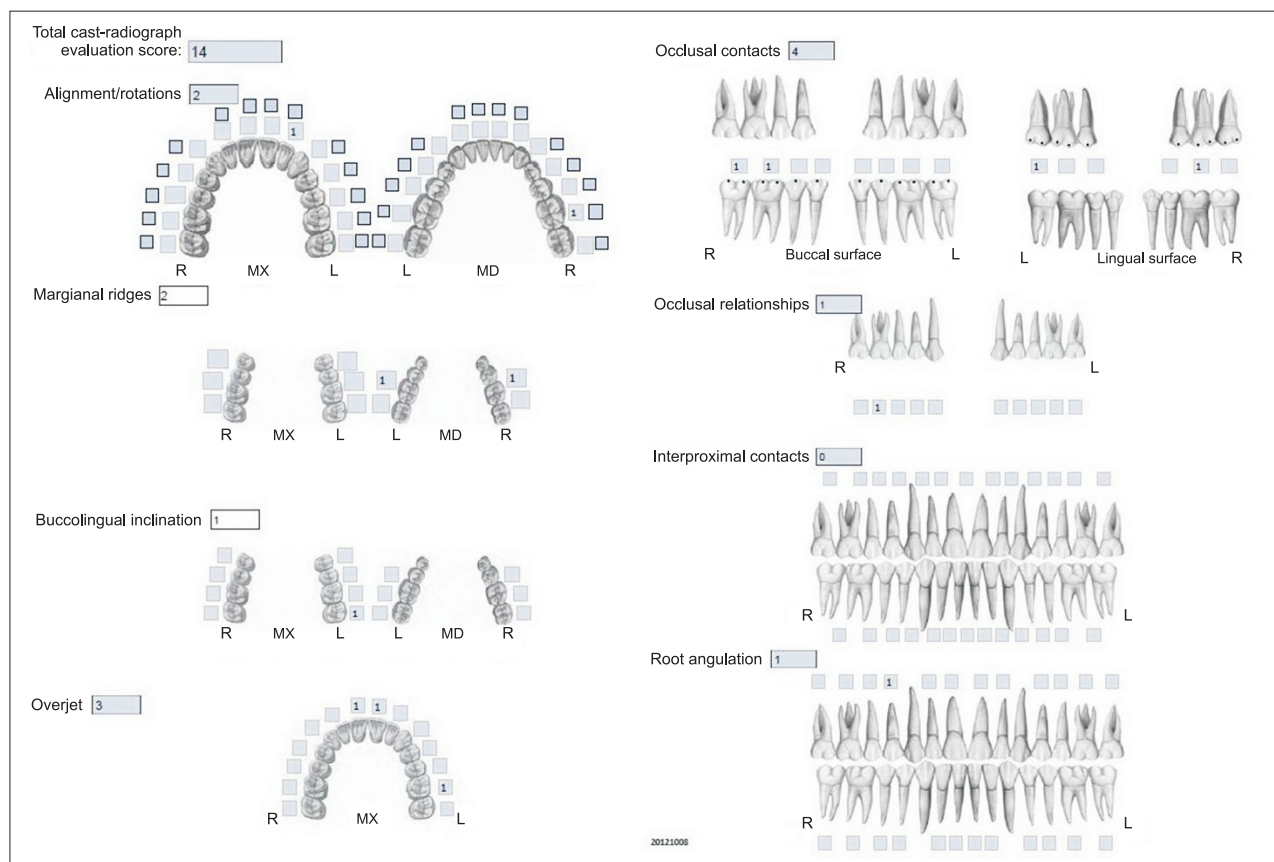 Total cast-radiograph
evaluation score: 14
Alignment/rotations 2
1
1
R MX L L MD R
Margianal ridges 2
1 1
R MX L L MD R
Buccolingual inclination 1
1
R MX L L MD R
Overjet 3
1 1
1
R MX L
Occlusal contacts 4
1 1 1 1
R Buccal surface L L Lingual surface R
Occlusal relationships 1
R L
1
Interproximal contacts 0
R L
Root angulation 1
1
R L
20121008